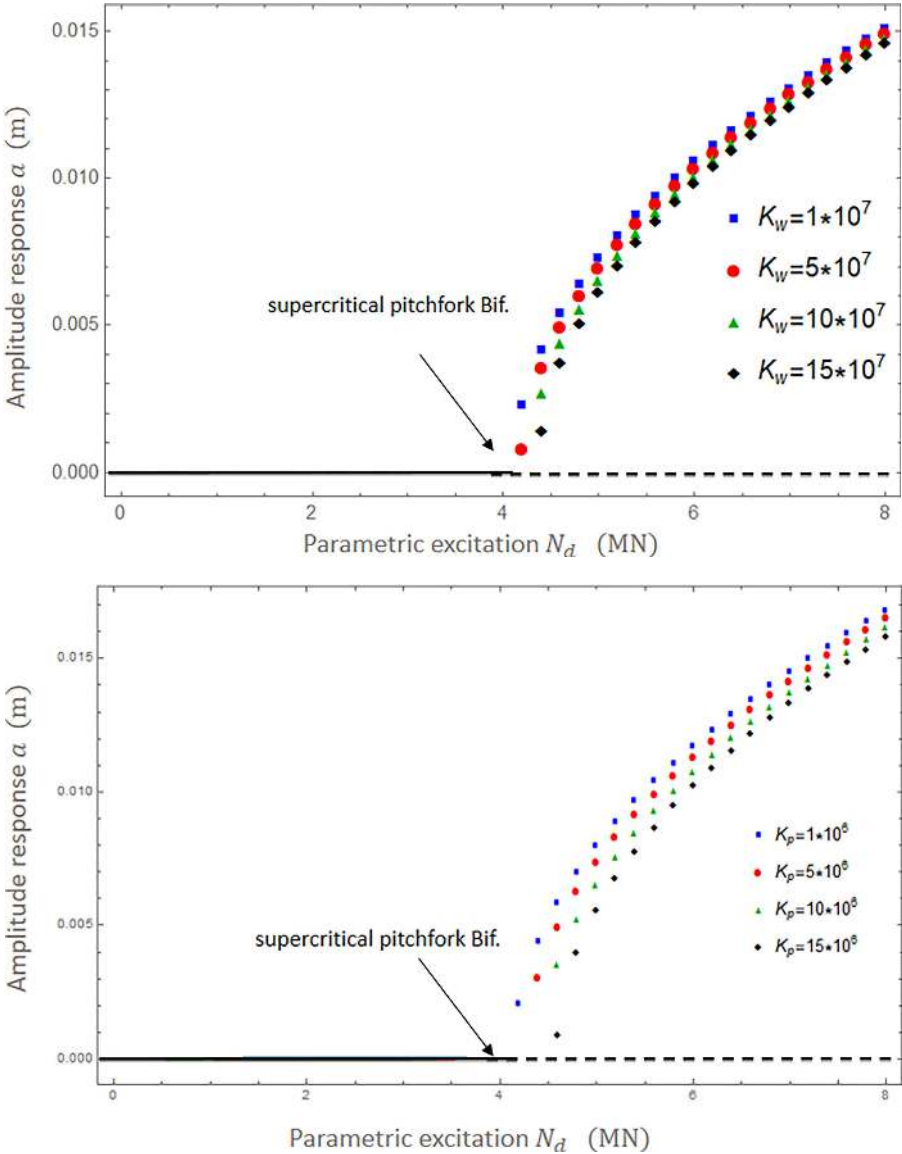 0.015
0.010
0.005
0.000
Amplitude response a (m)
supercritical pitchfork Bif.
K_w=1*10^7
K_w=5*10^7
K_w=10*10^7
K_w=15*10^7
0 2 4 6 8
Parametric excitation N_d (MN)
0.015
0.010
0.005
0.000
Amplitude response a (m)
supercritical pitchfork Bif.
K_p=1*10^6
K_p=5*10^6
K_p=10*10^6
K_p=15*10^6
0 2 4 6 8
Parametric excitation N_d (MN)